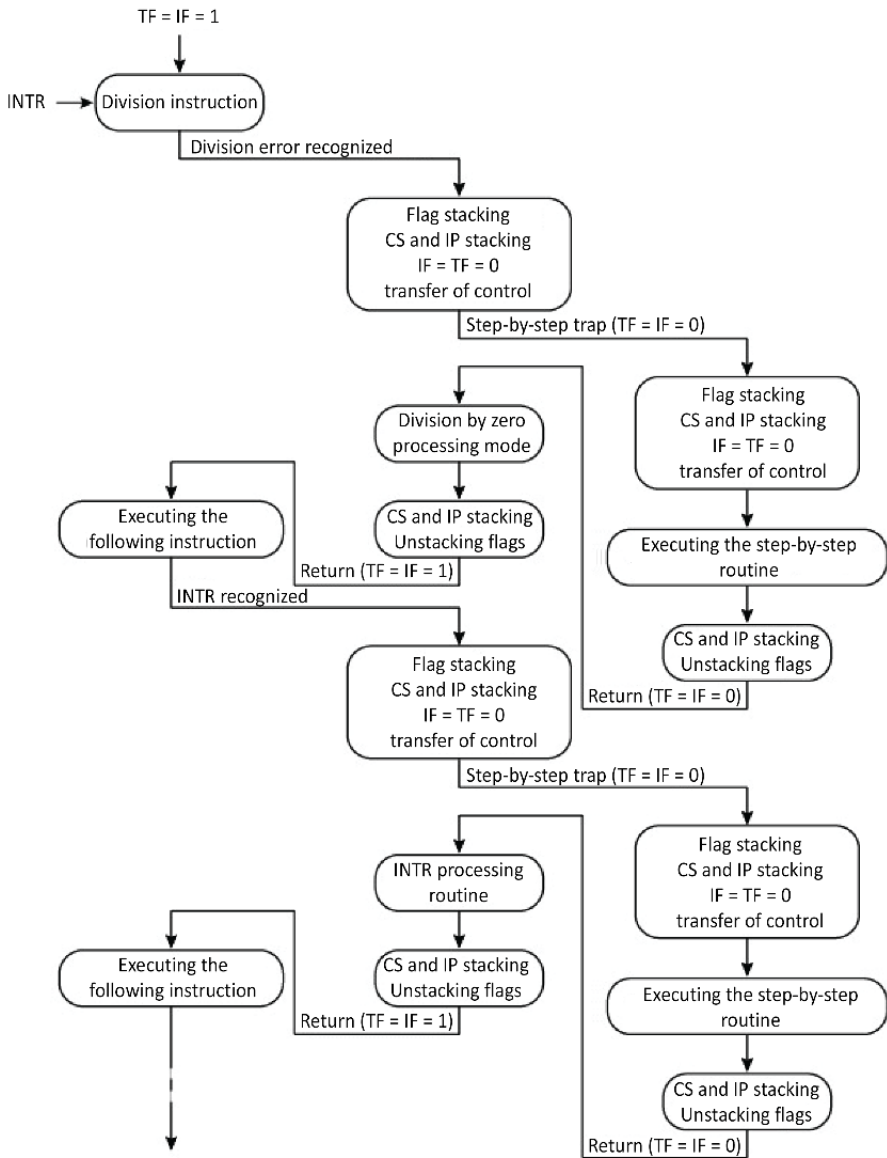 TF = IF = 1
INTR
Division instruction
Division error recognized
Flag stacking
CS and IP stacking
IF = TF = 0
transfer of control
Step-by-step trap (TF = IF = 0)
Flag stacking
CS and IP stacking
IF = TF = 0
transfer of control
Division by zero
processing mode
Executing the
following instruction
CS and IP stacking
Unstacking flags
Executing the step-by-step
routine
Return (TF = IF = 1)
INTR recognized
CS and IP stacking
Unstacking flags
Return (TF = IF = 0)
Flag stacking
CS and IP stacking
IF = TF = 0
transfer of control
Step-by-step trap (TF = IF = 0)
Flag stacking
CS and IP stacking
IF = TF = 0
transfer of control
INTR processing
routine
Executing the
following instruction
CS and IP stacking
Unstacking flags
Executing the step-by-step
routine
Return (TF = IF = 1)
CS and IP stacking
Unstacking flags
Return (TF = IF = 0)